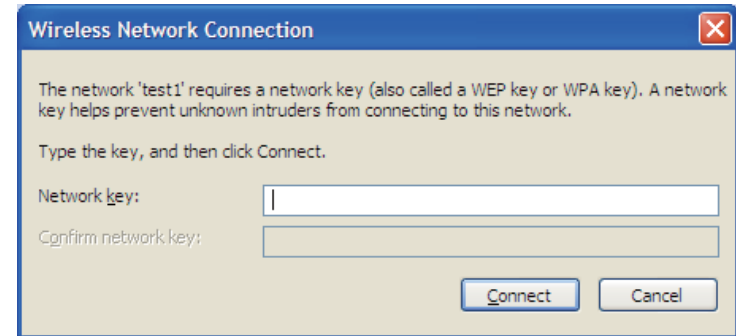 Wireless Network Connection
The network 'test1' requires a network key (also called a WEP key or WPA key). A network
key helps prevent unknown intruders from connecting to this network.
Type the key, and then click Connect.
Network key:
Confirm network key:
Connect Cancel